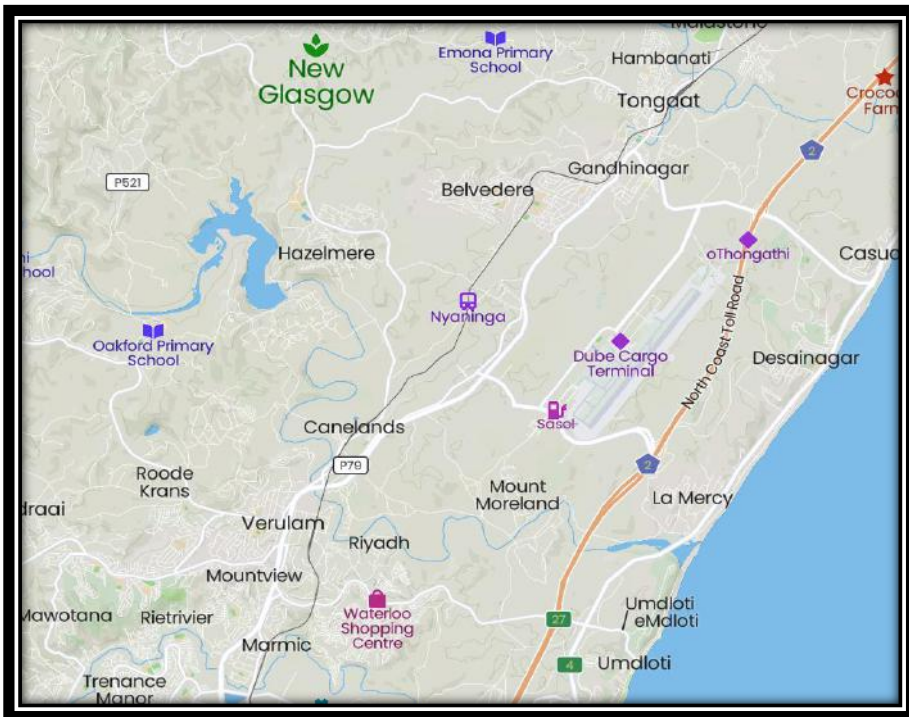 Emona Primary
School
Hambanati
New
Glasgow
Tongaat
2
P521
Gandhinagar
Belvedere
Hazelmere
oThongathi
Nyaninga
Oakford Primary
School
Dube Cargo
Terminal
North Coast Toll Road
Desainagar
Sasol
Canelands
P79
2
Roode
Krans
Mount
Moreland
La Mercy
Verulam
Riyadh
Mountview
Mawotana
Rietrivier
Waterloo
Shopping
Centre
27
Umdloti
eMdloti
Marmic
4
Umdloti
Trenance
Manor